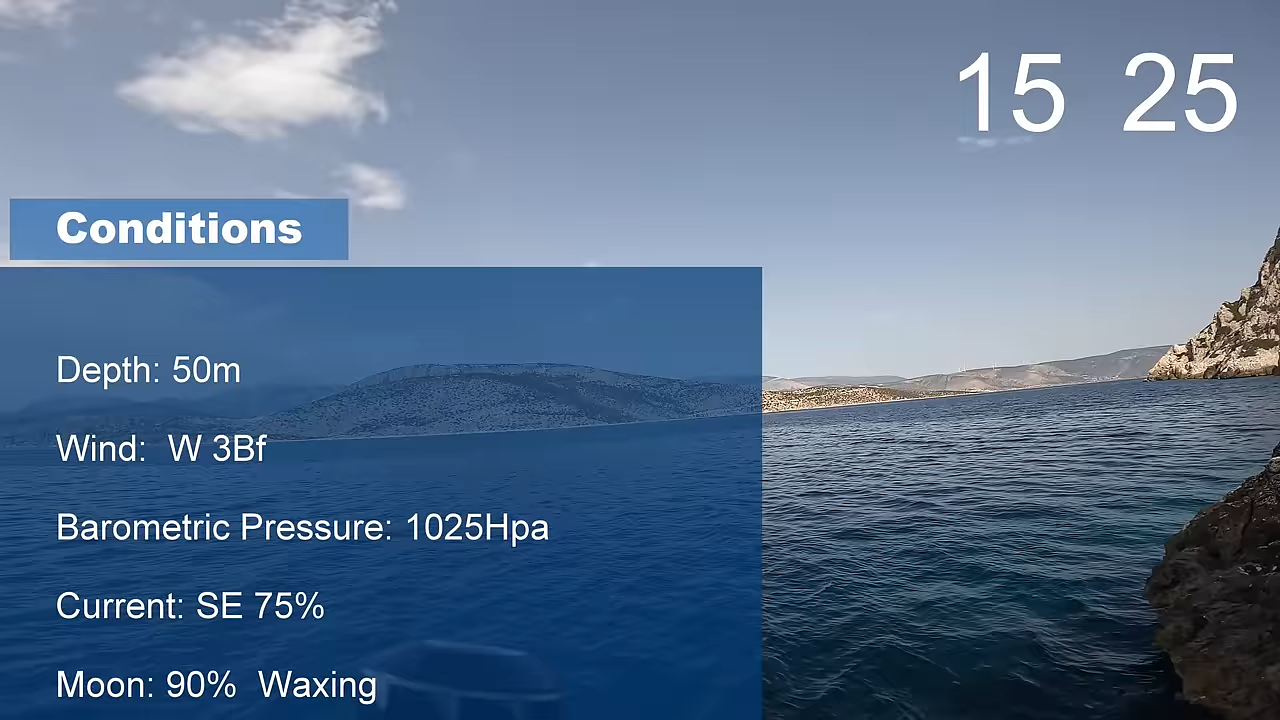 15 25
Conditions
Depth: 50m
Wind: W 3Bf
Barometric Pressure: 1025Hpa
Current: SE 75%
Moon: 90% Waxing